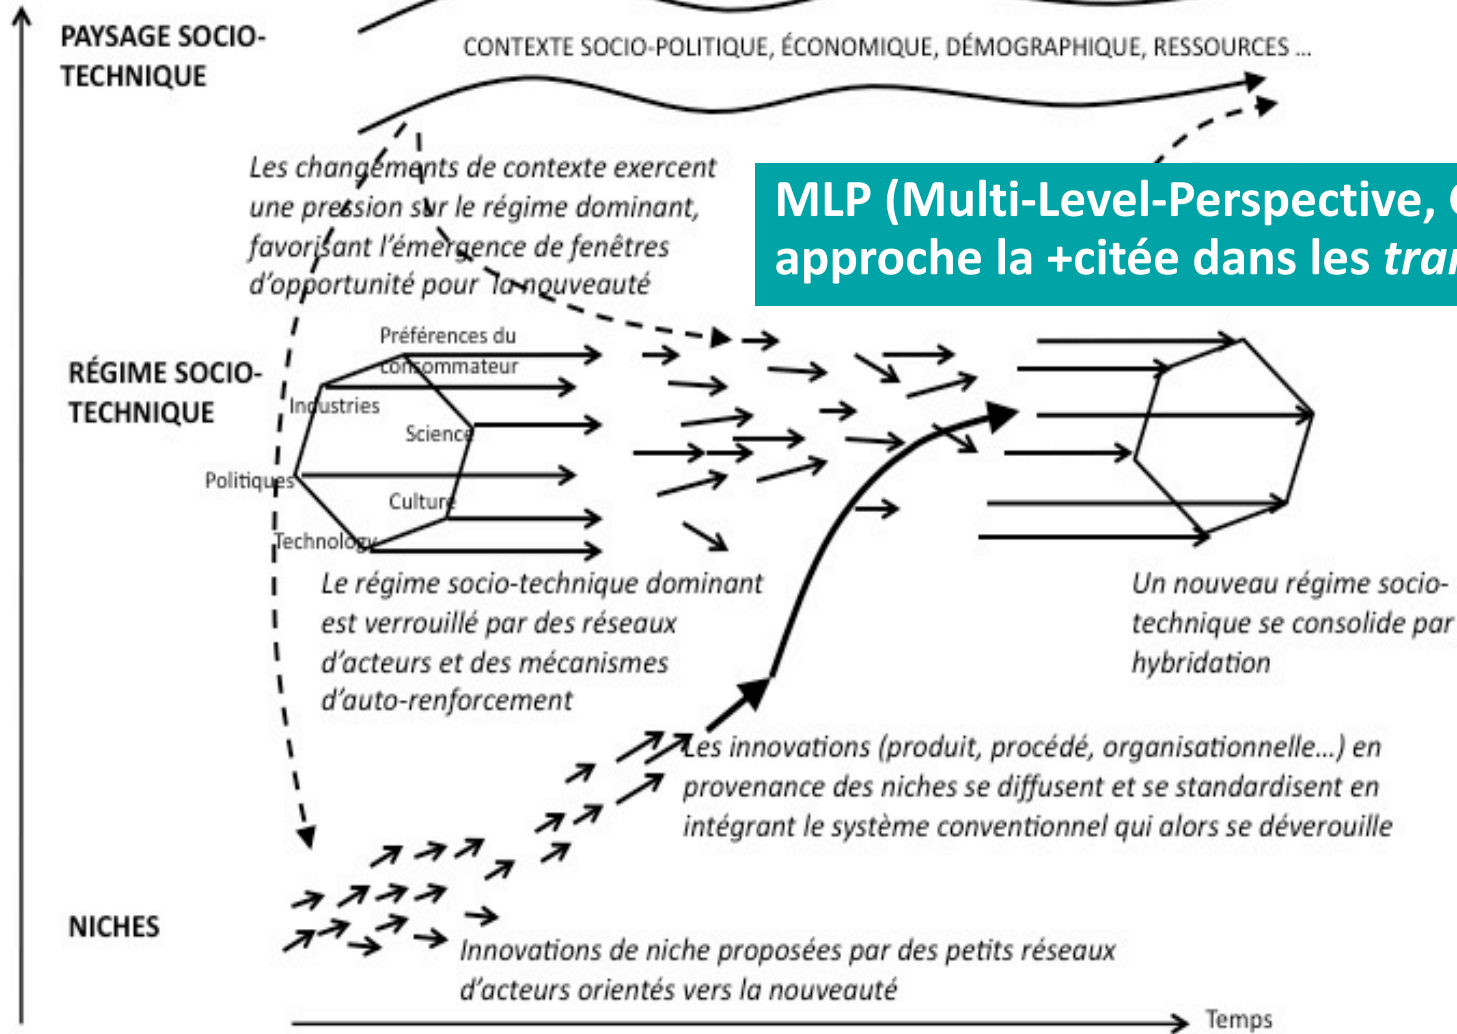 PAYSAGE SOCIO-
TECHNIQUE
CONTEXTE SOCIO-POLITIQUE, ÉCONOMIQUE, DÉMOGRAPHIQUE, RESSOURCES ...
Les changements de contexte exercent
une pression sur le régime dominant,
favorisant l’émergence de fenêtres
d’opportunité pour la nouveauté
MLP (Multi-Level-Perspective,
approche la +citée dans les
RÉGIME SOCIO-
TECHNIQUE
Préférences du
consommateur
Industries
Science
Politiques
Culture
Technology
Le régime socio-technique dominant
est verrouillé par des réseaux
d’acteurs et des mécanismes
d’auto-renforcement
Un nouveau régime socio-
technique se consolide par
hybridation
Les innovations (produit, procédé, organisationnelle...) en
provenance des niches se diffusent et se standardisent en
intégrant le système conventionnel qui alors se déverouille
NICHES
Innovations de niche proposées par des petits réseaux
d’acteurs orientés vers la nouveauté
Temps